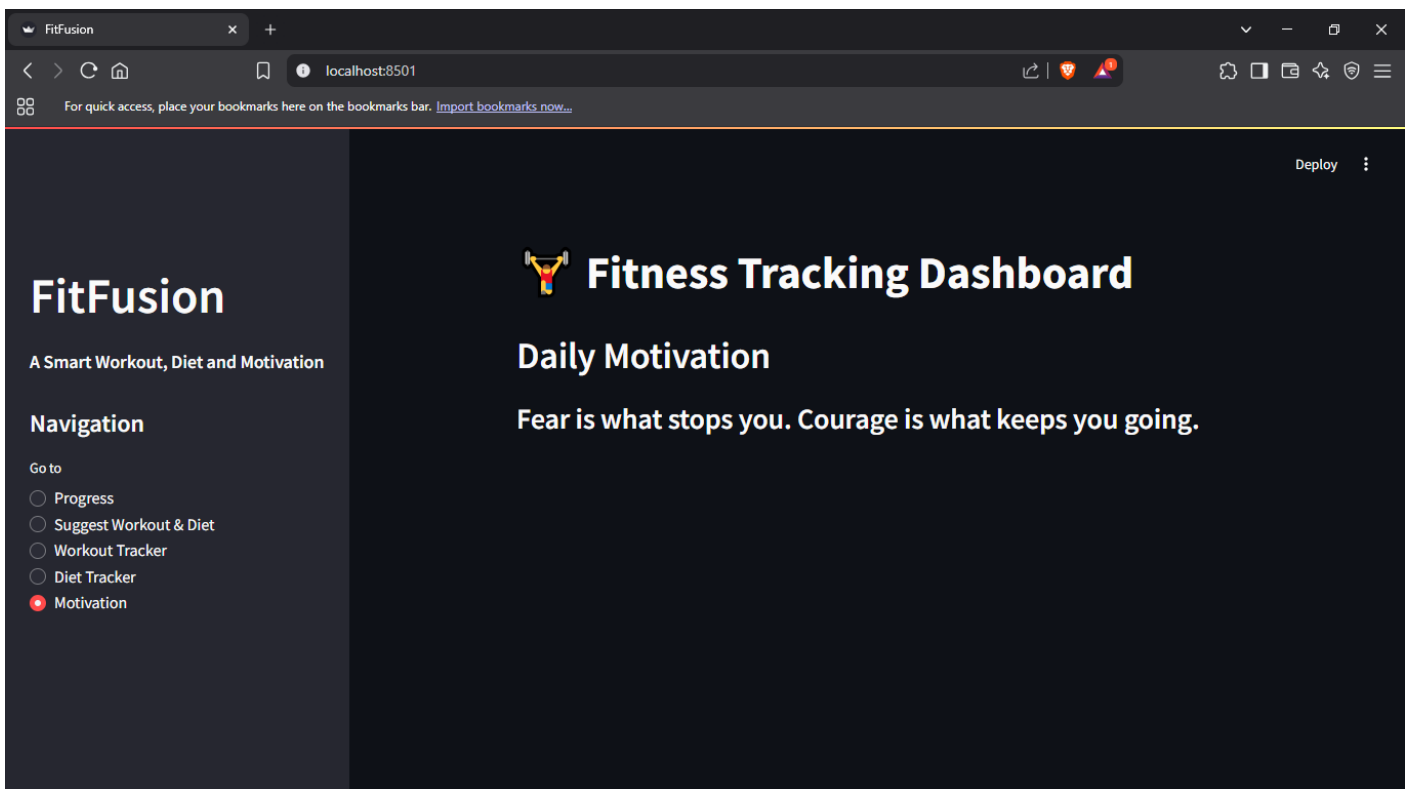 FitFusion
localhost:8501
For quick access, place your bookmarks here on the bookmarks bar. Import bookmarks now...
Deploy
FitFusion
A Smart Workout, Diet and Motivation
Navigation
Go to
Progress
Suggest Workout & Diet
Workout Tracker
Diet Tracker
Motivation
Fitness Tracking Dashboard
Daily Motivation
Fear is what stops you. Courage is what keeps you going.